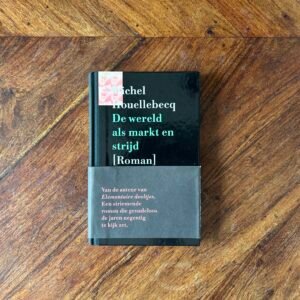 Michel
Houellebecq
De wereld
als markt en
strijd
[Roman]
Van de auteur van
Elementaire deeltjes.
Een striemende
roman die genadeloos
de jaren negentig
te kijk zet.